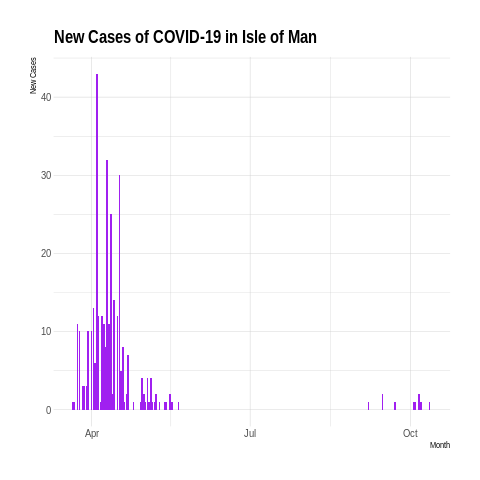 New Cases of COVID-19 in Isle of Man
New Cases
40
30
20
10
0
Apr
Jul
Oct
Month